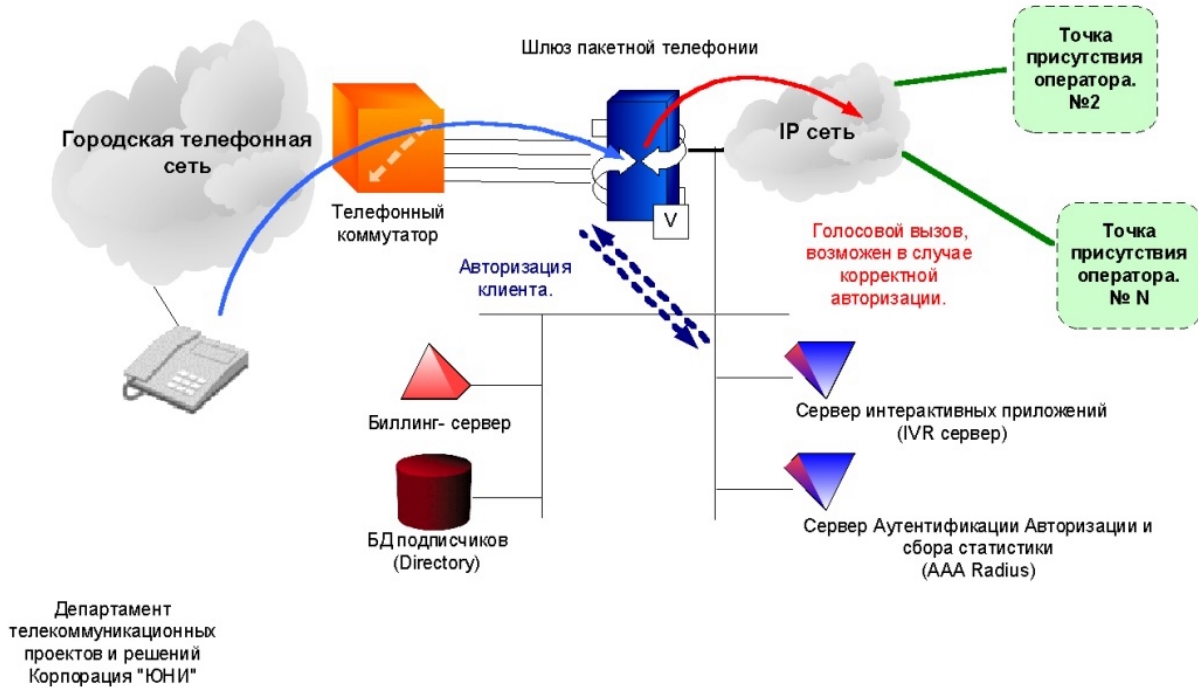 Шлюз пакетной телефонии
Точка
присутствия
оператора.
№2
Городская телефонная
сеть
IP сеть
Телефонный
коммутатор
V
Авторизация
клиента.
Голосовой вызов,
возможен в случае
корректной
авторизации.
Точка
присутствия
оператора.
№ N
Биллинг- сервер
Сервер интерактивных приложений
(IVR сервер)
БД подписчиков
(Directory)
Сервер Аутентификации Авторизации и
сбора статистики
(AAA Radius)
Департамент
телекоммуникационных
проектов и решений
Корпорация "ЮНИ"